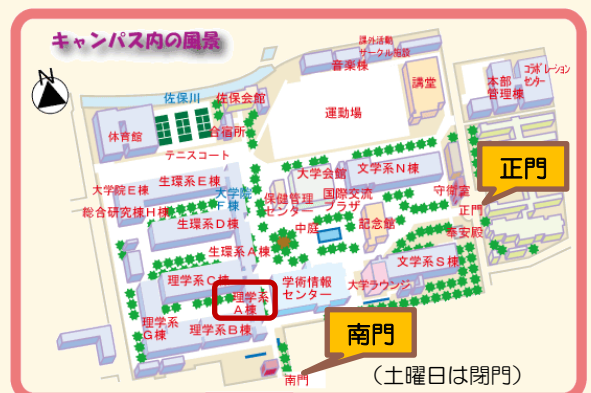 キャンパス内の風景
N
課外活動
サークル施設
音楽棟
講堂
本部
管理棟
コラボレーション
センター
佐保川
佐保会館
運動場
体育館
合宿所
テニスコート
正門
大学会館
文学系N棟
生環系E棟
大学院E棟
大学院
F棟
保健管理
センター
国際交流
プラザ
守衛室
正門
総合研究棟H棟
生環系D棟
中庭
記念館
奉安殿
生環系A棟
文学系S棟
理学系C棟
学術情報
センター
大学ラウンジ
理学系
A棟
理学系
G棟
理学系B棟
南門
南門
(土曜日は閉門)